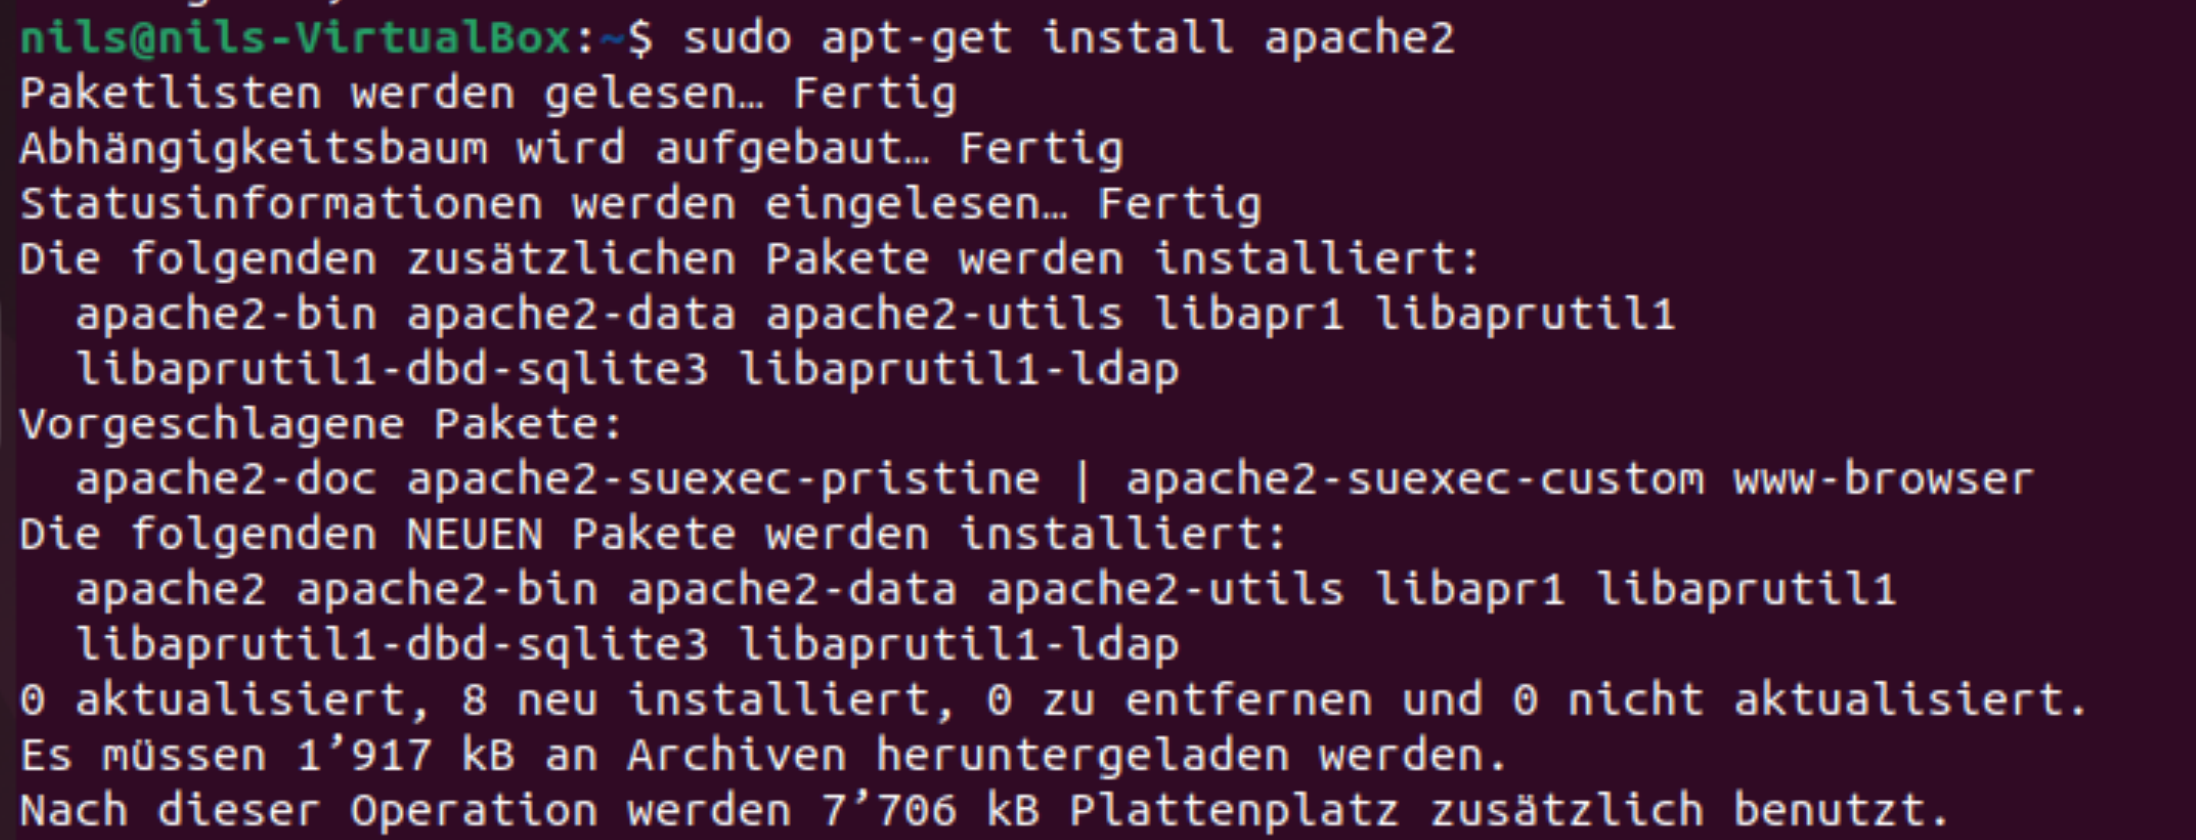 nils@nils-VirtualBox:~$ sudo apt-get install apache2
Paketlisten werden gelesen… Fertig
Abhängigkeitsbaum wird aufgebaut… Fertig
Statusinformationen werden eingelesen… Fertig
Die folgenden zusätzlichen Pakete werden installiert:
  apache2-bin apache2-data apache2-utils libapr1 libaprutil1
  libaprutil1-dbd-sqlite3 libaprutil1-ldap
Vorgeschlagene Pakete:
  apache2-doc apache2-suexec-pristine | apache2-suexec-custom www-browser
Die folgenden NEUEN Pakete werden installiert:
  apache2 apache2-bin apache2-data apache2-utils libapr1 libaprutil1
  libaprutil1-dbd-sqlite3 libaprutil1-ldap
0 aktualisiert, 8 neu installiert, 0 zu entfernen und 0 nicht aktualisiert.
Es müssen 1’917 kB an Archiven heruntergeladen werden.
Nach dieser Operation werden 7’706 kB Plattenplatz zusätzlich benutzt.